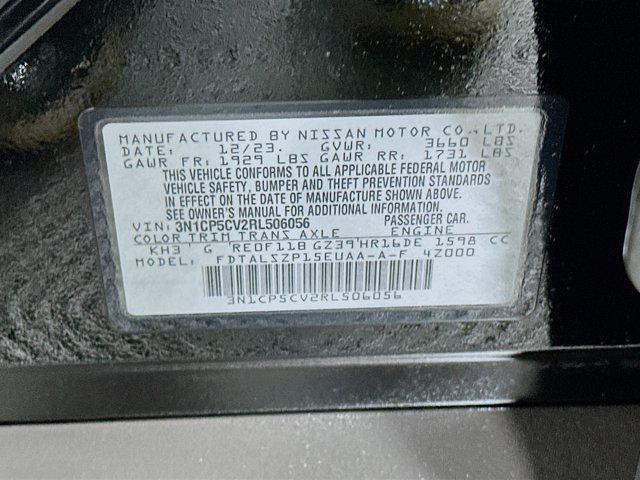 MANUFACTURED BY NISSAN MOTOR CO.,LTD.
DATE: 12/23. GVWR: 3660 LBS
GAWR FR: 1929 LBS GAWR RR: 1731 LBS
THIS VEHICLE CONFORMS TO ALL APPLICABLE FEDERAL MOTOR
VEHICLE SAFETY, BUMPER AND THEFT PREVENTION STANDARDS
IN EFFECT ON THE DATE OF MANUFACTURE SHOWN ABOVE.
SEE OWNER'S MANUAL FOR ADDITIONAL INFORMATION.
VIN: 3N1CP5CV2RL506056 PASSENGER CAR.
COLOR TRIM TRANS AXLE ENGINE
KH3 G RE0F11B GZ39 HR16DE 1598 CC
MODEL: FDTALSZP15EUAA-A-F 4Z000
3N1CP5CV2RL506056